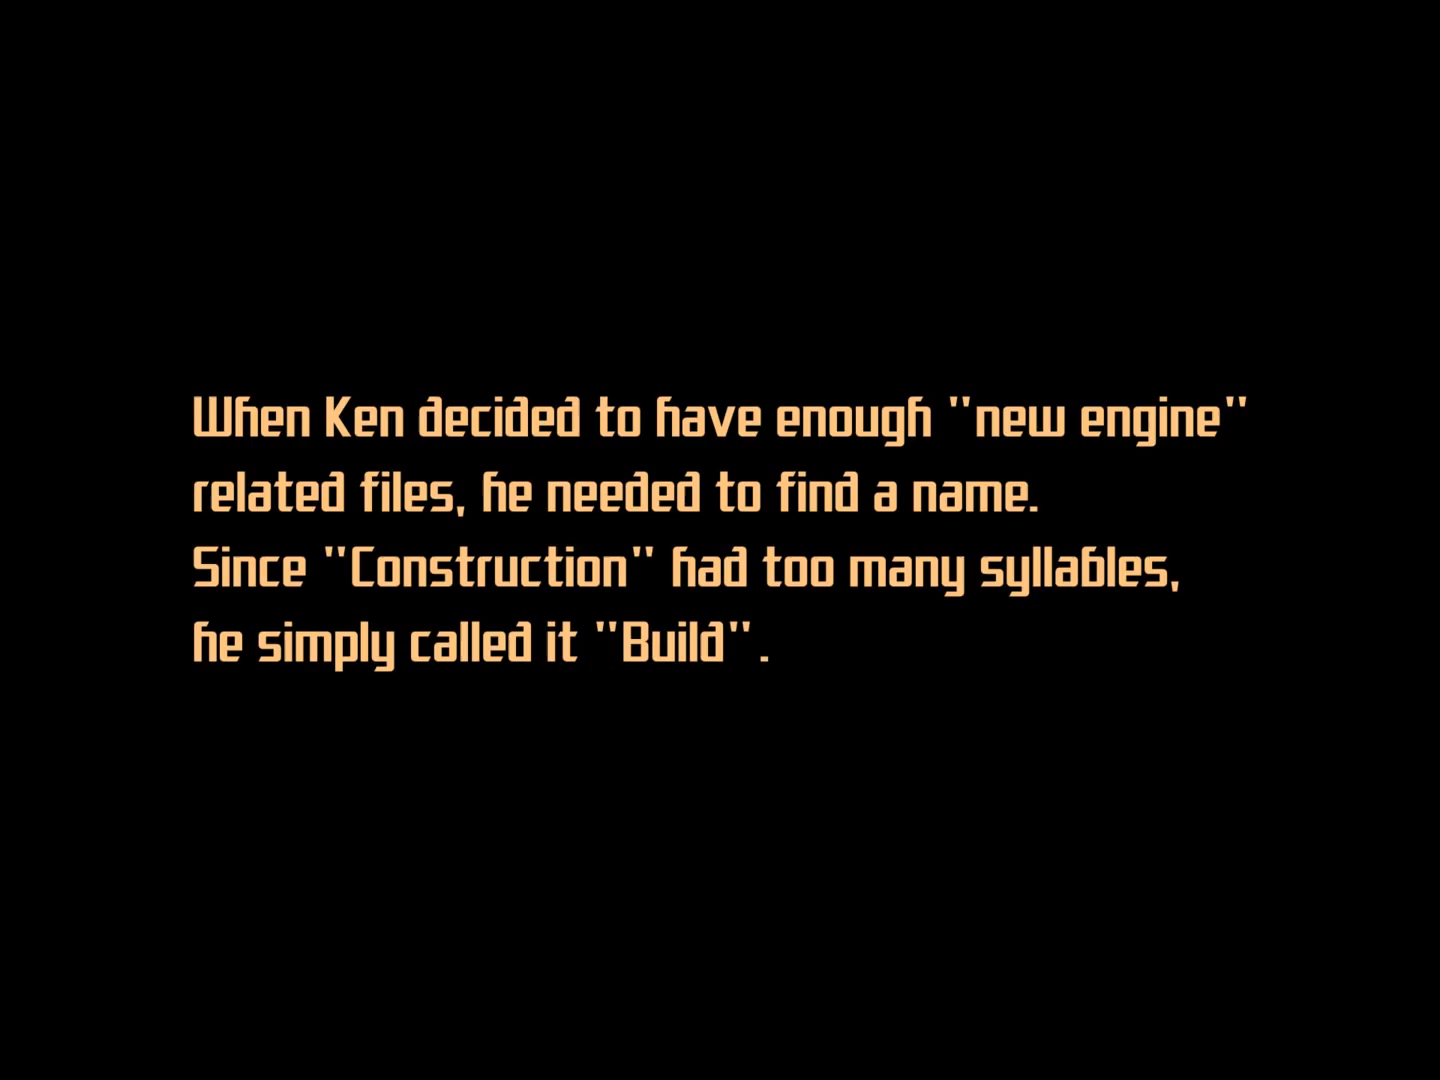 When Ken decided to have enough "new engine"
related files, he needed to find a name.
Since "Construction" had too many syllables,
he simply called it "Build".